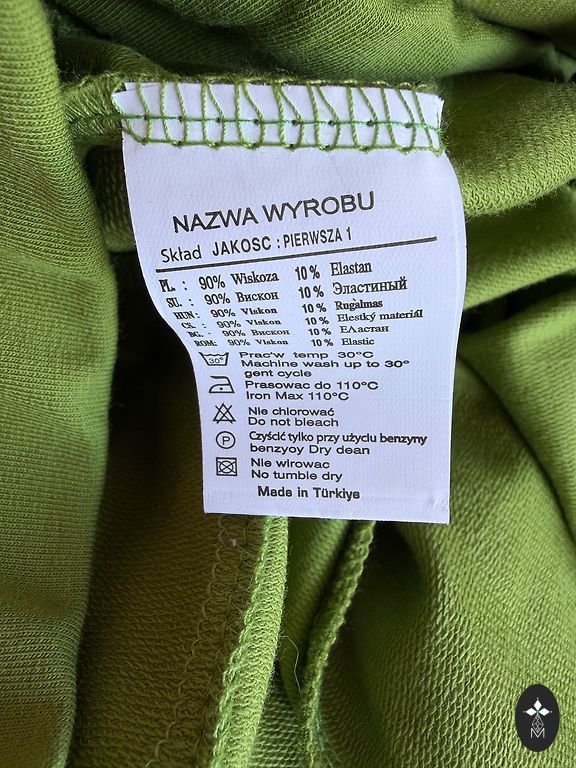 NAZWA WYROBU
Skład JAKOSC : PIERWSZA 1
PL : 90% Wiskoza 10% Elastan
SU. : 90% Вискон 10% Эластиный
HUN: 90% Viskon 10% Rugalmas
CS. : 90% Viskon 10% Elestký materiál
BG. - 90% Вискон 10% ЕЛастан
ROM: 90% Viskon 10% Elastic
30° Prac'w temp 30°C
Machine wash up to 30°
gent cycle
Prasowac do 110°C
Iron Max 110°C
Nie chlorować
Do not bleach
P Czyścić tylko przy użyciu benzyny
benzyoy Dry dean
Nie wirowac
No tumble dry
Made in Türkiye
M